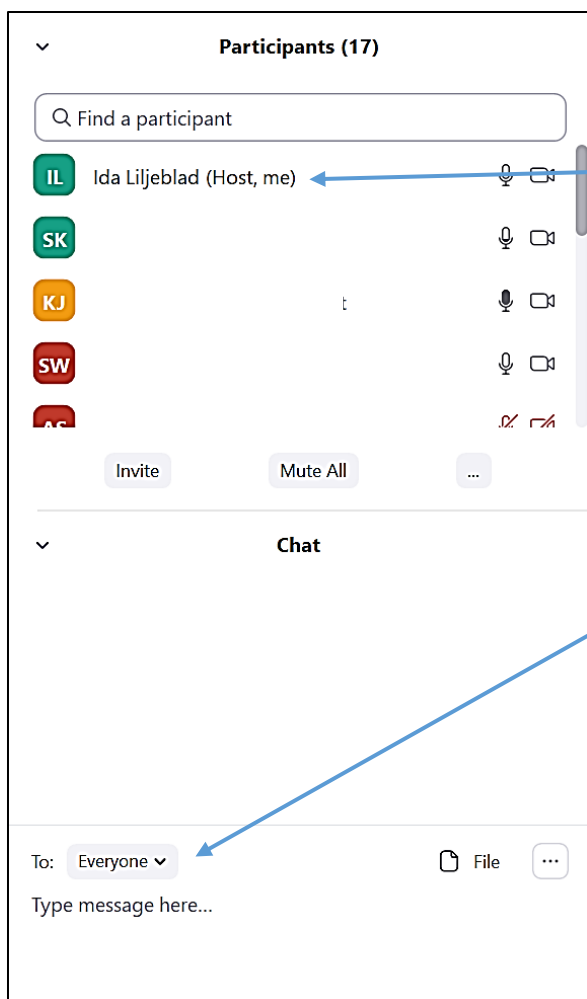 Participants (17)
Find a participant
IL Ida Liljeblad (Host, me)
SK
KJ t
SW
AS
Invite Mute All ...
Chat
To: Everyone File ...
Type message here...